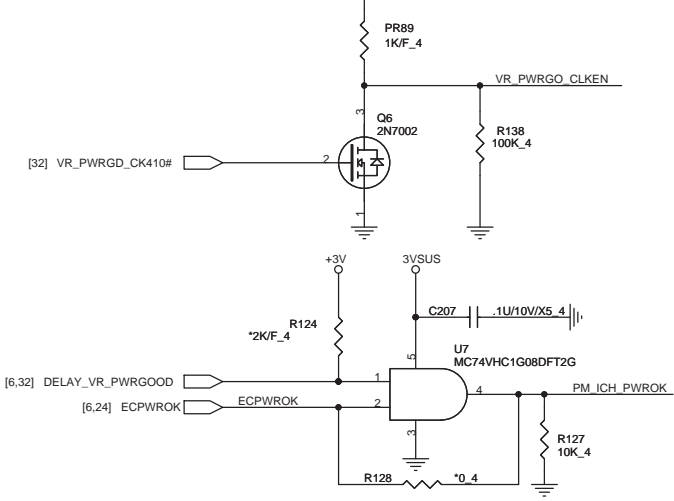 PR89
1K/F_4
VR_PWRGO_CLKEN
3
Q6
2N7002
R138
100K_4
[32] VR_PWRGD_CK410#
2
1
+3V
3VSUS
C207
.1U/10V/X5_4
R124
*2K/F_4
U7
MC74VHC1G08DFT2G
5
[6,32] DELAY_VR_PWRGOOD
1
4
PM_ICH_PWROK
[6,24] ECPWROK
ECPWROK
2
3
R127
10K_4
R128
*0_4